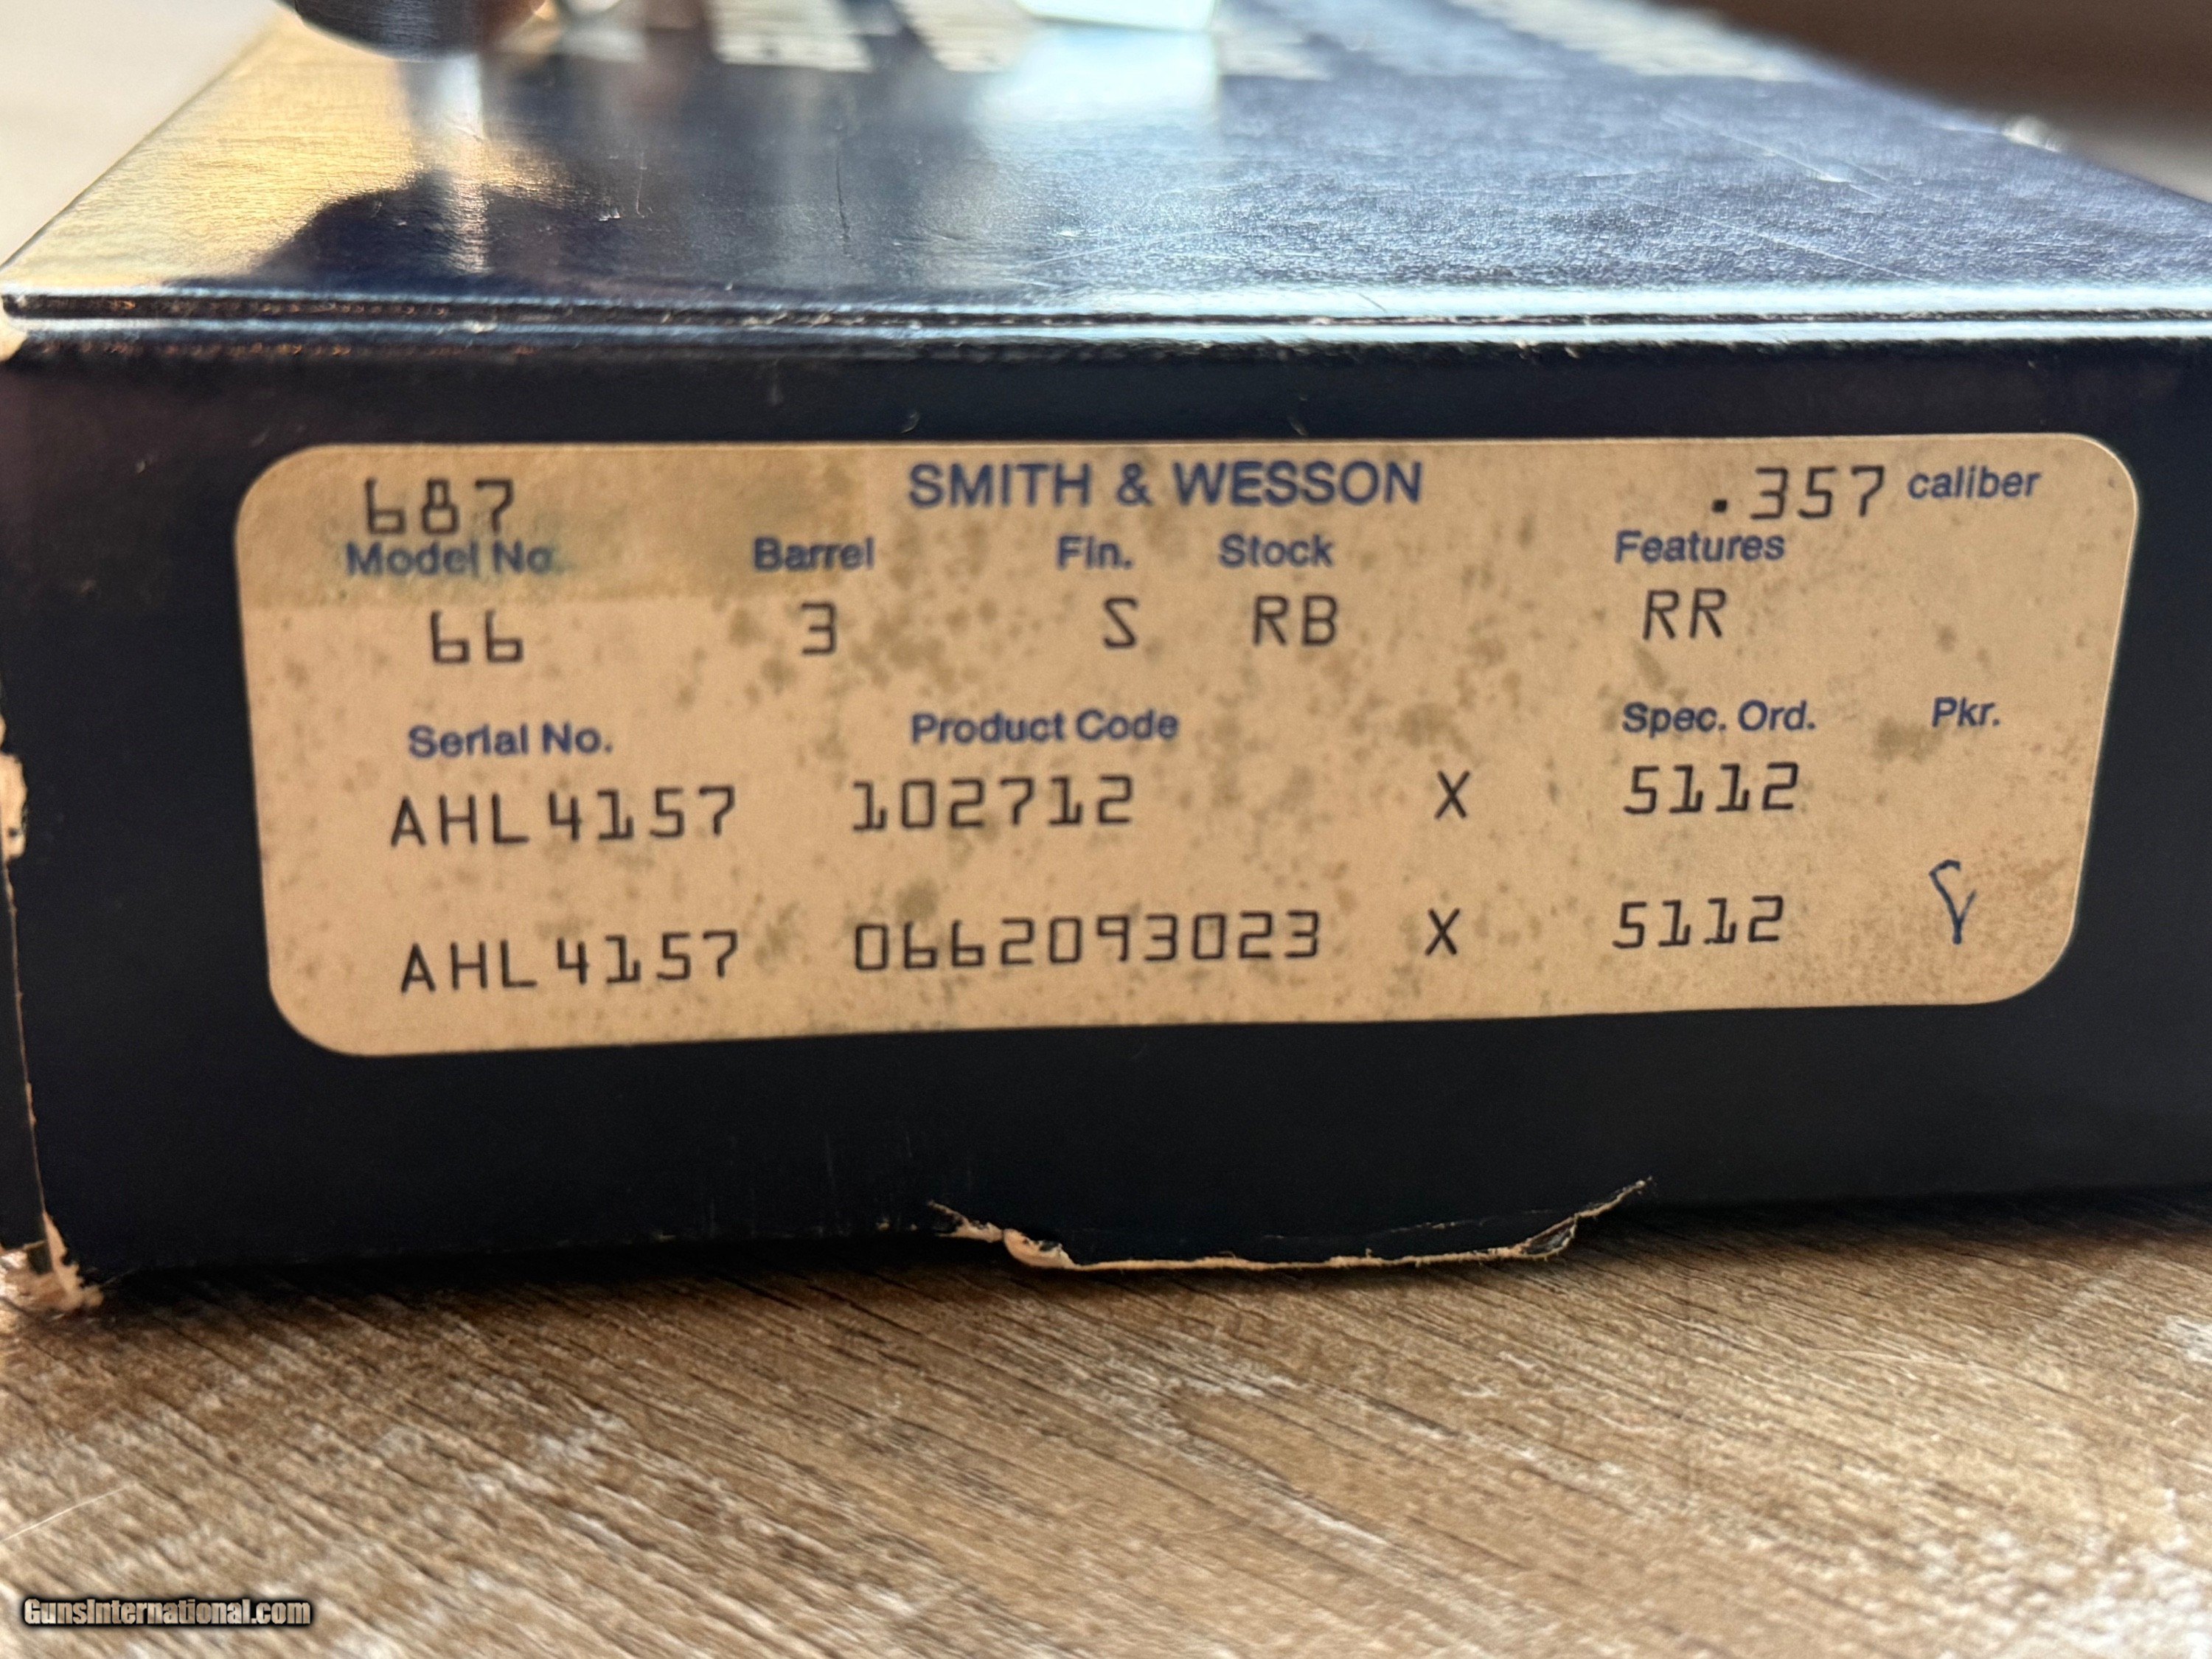 687 SMITH & WESSON .357 caliber
Model No. Barrel Fin. Stock Features
66 3 S RB RR
Serial No. Product Code Spec. Ord. Pkr.
AHL4157 102712 X 5112
AHL4157 0662093023 X 5112
GunsInternational.com